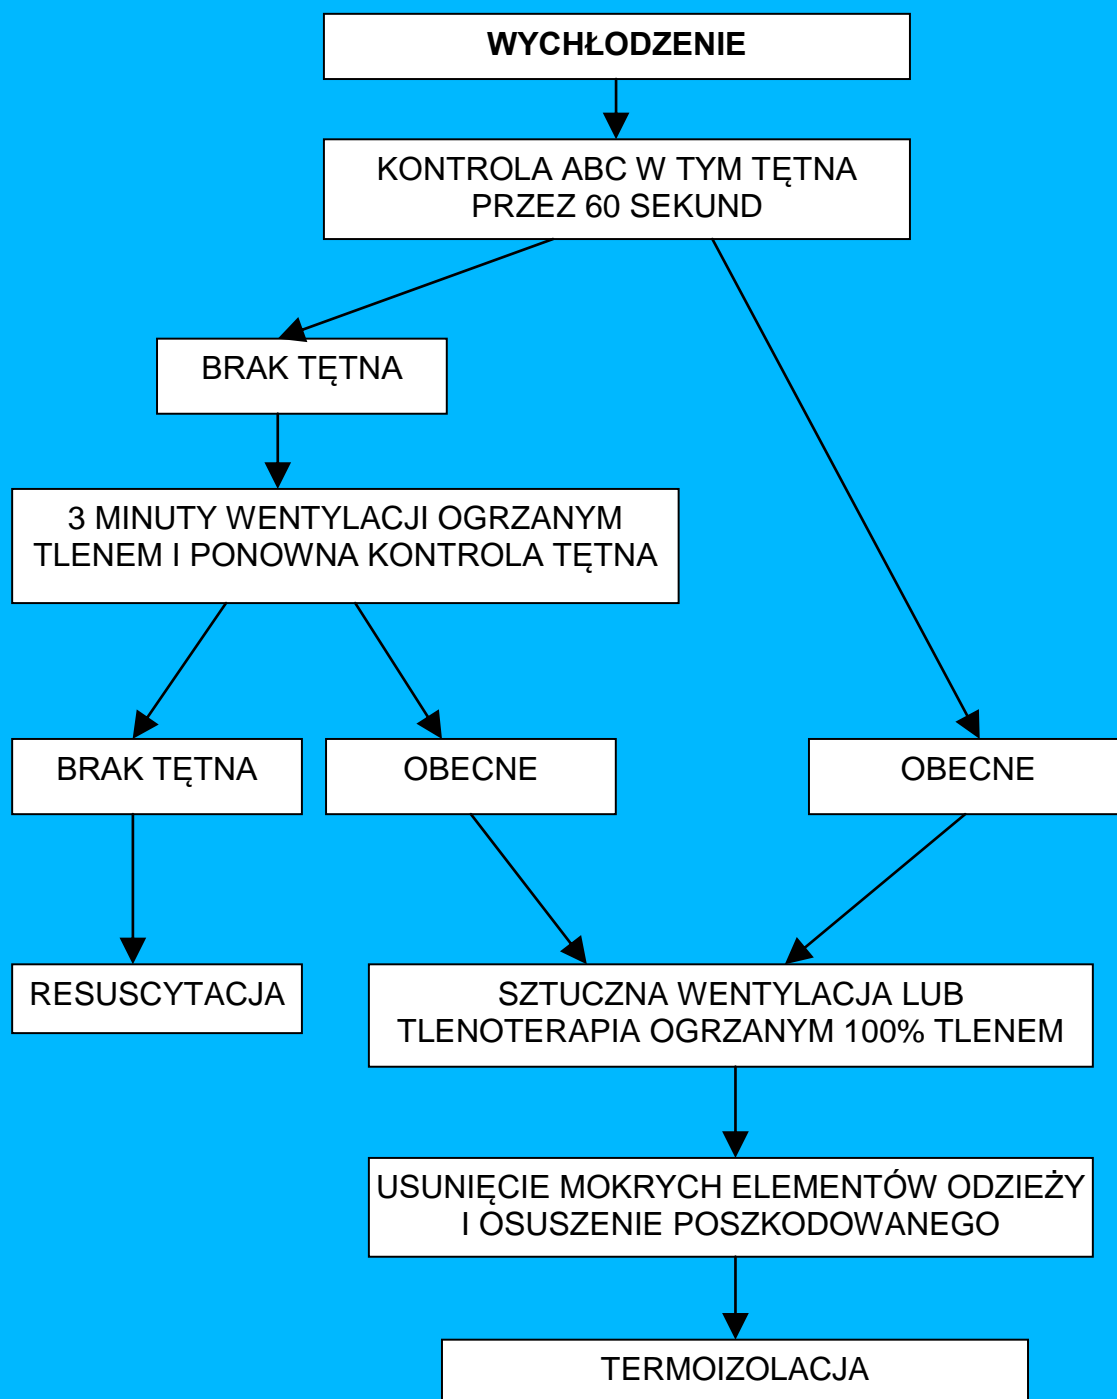 WYCHŁODZENIE
KONTROLA ABC W TYM TĘTNA
PRZEZ 60 SEKUND
BRAK TĘTNA
3 MINUTY WENTYLACJI OGRZANYM
TLENEM I PONOWNA KONTROLA TĘTNA
BRAK TĘTNA
OBECNE
OBECNE
RESUSCYTACJA
SZTUCZNA WENTYLACJA LUB
TLENOTERAPIA OGRZANYM 100% TLENEM
USUNIĘCIE MOKRYCH ELEMENTÓW ODZIEŻY
I OSUSZENIE POSZKODOWANEGO
TERMOIZOLACJA